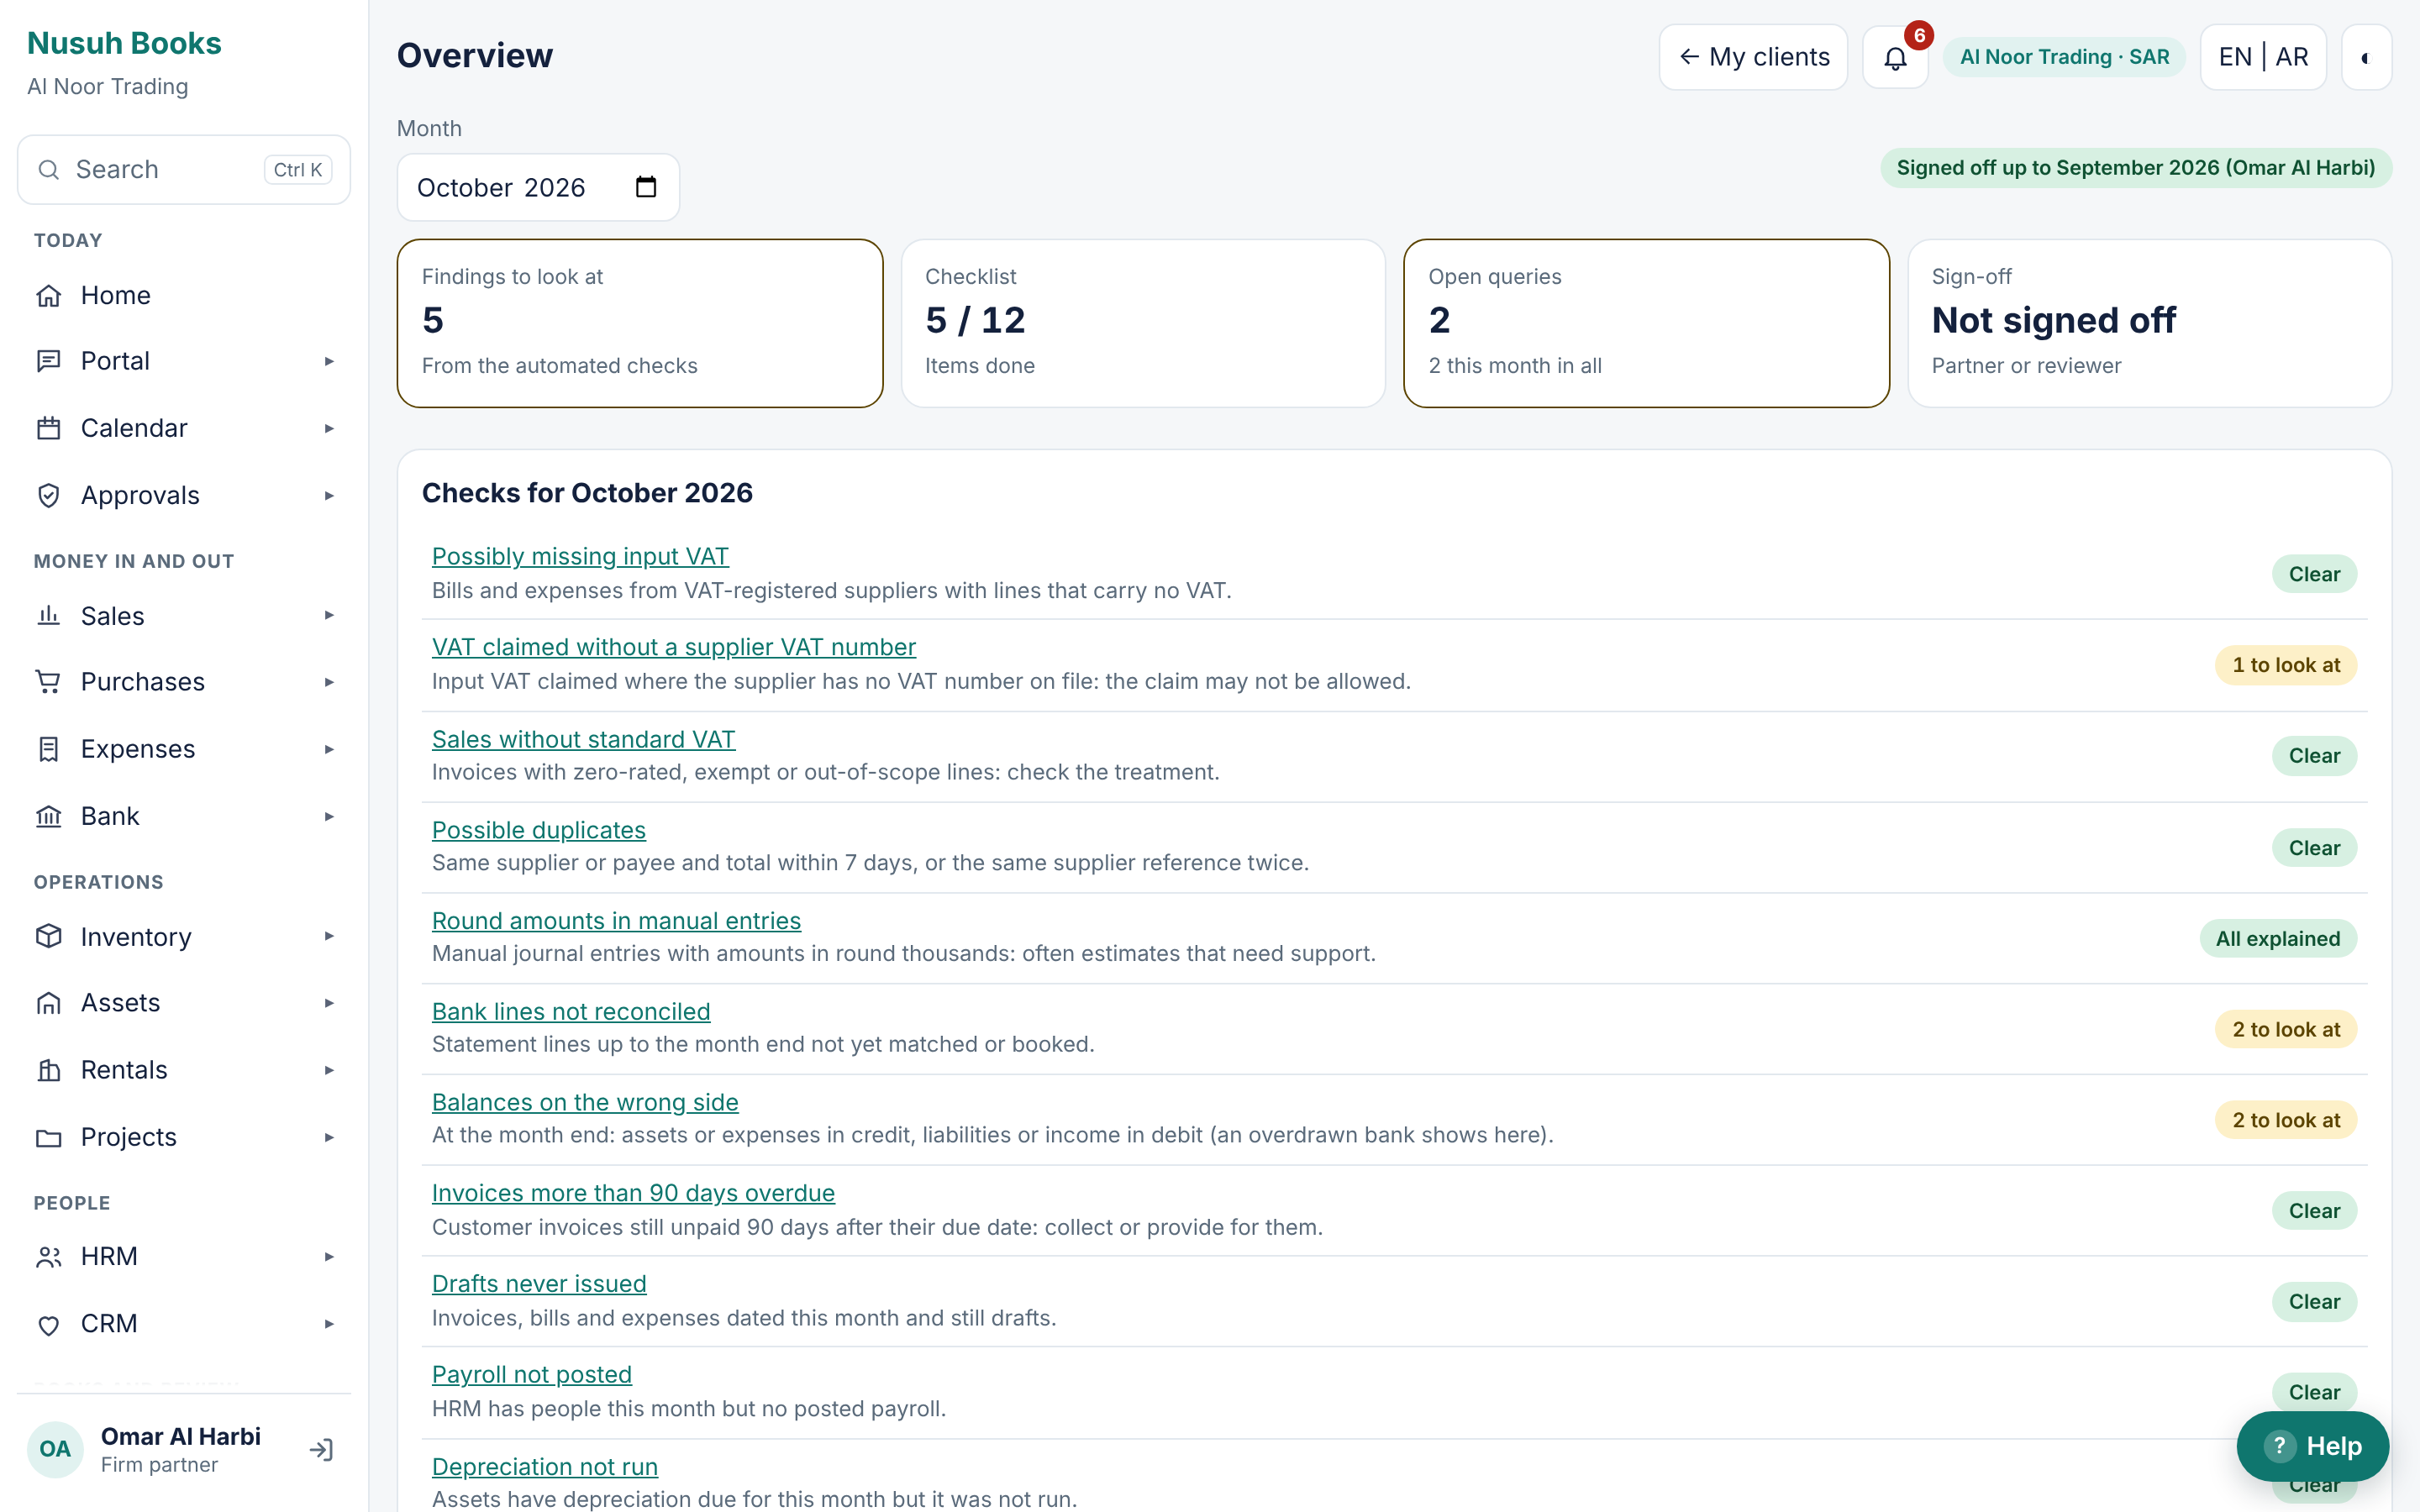 Nusuh Books
Al Noor Trading
Search
Ctrl K
TODAY
Home
Portal
Calendar
Approvals
MONEY IN AND OUT
Sales
Purchases
Expenses
Bank
OPERATIONS
Inventory
Assets
Rentals
Projects
PEOPLE
HRM
CRM
OA
Omar Al Harbi
Firm partner
Overview
← My clients
6
Al Noor Trading · SAR
EN | AR
Month
October 2026
Signed off up to September 2026 (Omar Al Harbi)
Findings to look at
5
From the automated checks
Checklist
5 / 12
Items done
Open queries
2
2 this month in all
Sign-off
Not signed off
Partner or reviewer
Checks for October 2026
Possibly missing input VAT
Bills and expenses from VAT-registered suppliers with lines that carry no VAT.
Clear
VAT claimed without a supplier VAT number
Input VAT claimed where the supplier has no VAT number on file: the claim may not be allowed.
1 to look at
Sales without standard VAT
Invoices with zero-rated, exempt or out-of-scope lines: check the treatment.
Clear
Possible duplicates
Same supplier or payee and total within 7 days, or the same supplier reference twice.
Clear
Round amounts in manual entries
Manual journal entries with amounts in round thousands: often estimates that need support.
All explained
Bank lines not reconciled
Statement lines up to the month end not yet matched or booked.
2 to look at
Balances on the wrong side
At the month end: assets or expenses in credit, liabilities or income in debit (an overdrawn bank shows here).
2 to look at
Invoices more than 90 days overdue
Customer invoices still unpaid 90 days after their due date: collect or provide for them.
Clear
Drafts never issued
Invoices, bills and expenses dated this month and still drafts.
Clear
Payroll not posted
HRM has people this month but no posted payroll.
Clear
Depreciation not run
Assets have depreciation due for this month but it was not run.
Clear
? Help